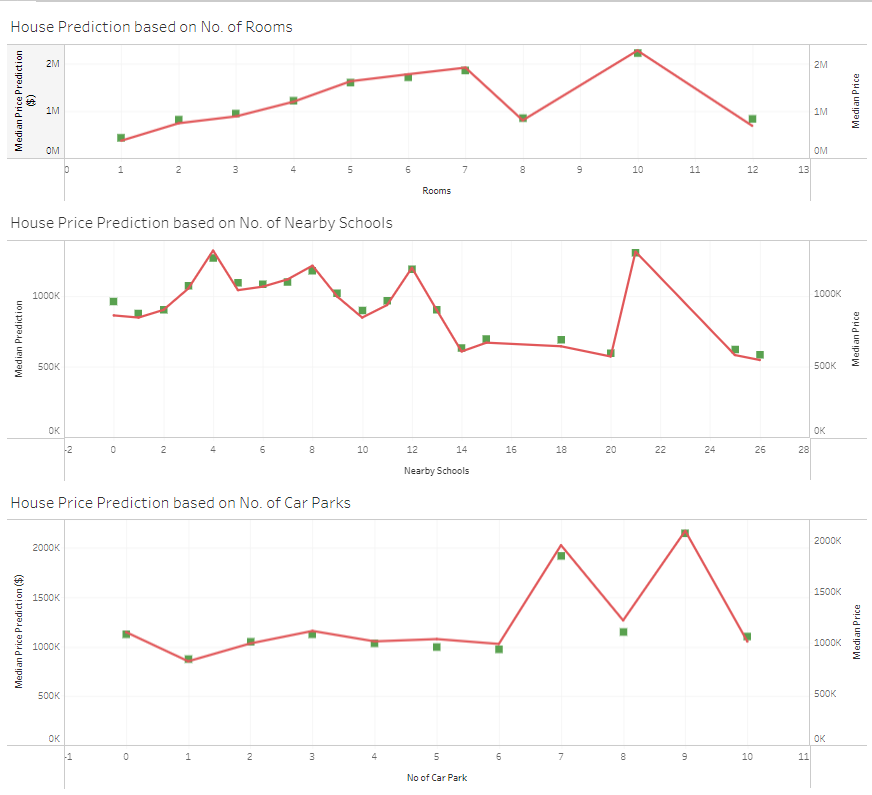 House Prediction based on No. of Rooms
Median Price Prediction
($)
2M
1M
0M
2M
1M
0M
Median Price
0 1 2 3 4 5 6 7 8 9 10 11 12 13
Rooms
House Price Prediction based on No. of Nearby Schools
Median Prediction
1000K
500K
0K
1000K
500K
0K
Median Price
-2 0 2 4 6 8 10 12 14 16 18 20 22 24 26 28
Nearby Schools
House Price Prediction based on No. of Car Parks
Median Price Prediction ($)
2000K
1500K
1000K
500K
0K
2000K
1500K
1000K
500K
0K
Median Price
-1 0 1 2 3 4 5 6 7 8 9 10 11
No of Car Park